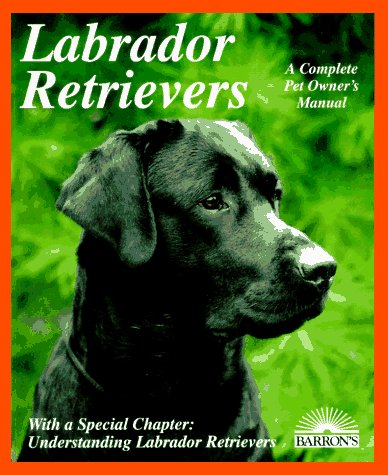 Labrador
Retrievers
A Complete
Pet Owner's
Manual
With a Special Chapter:
Understanding Labrador Retrievers
BARRON'S